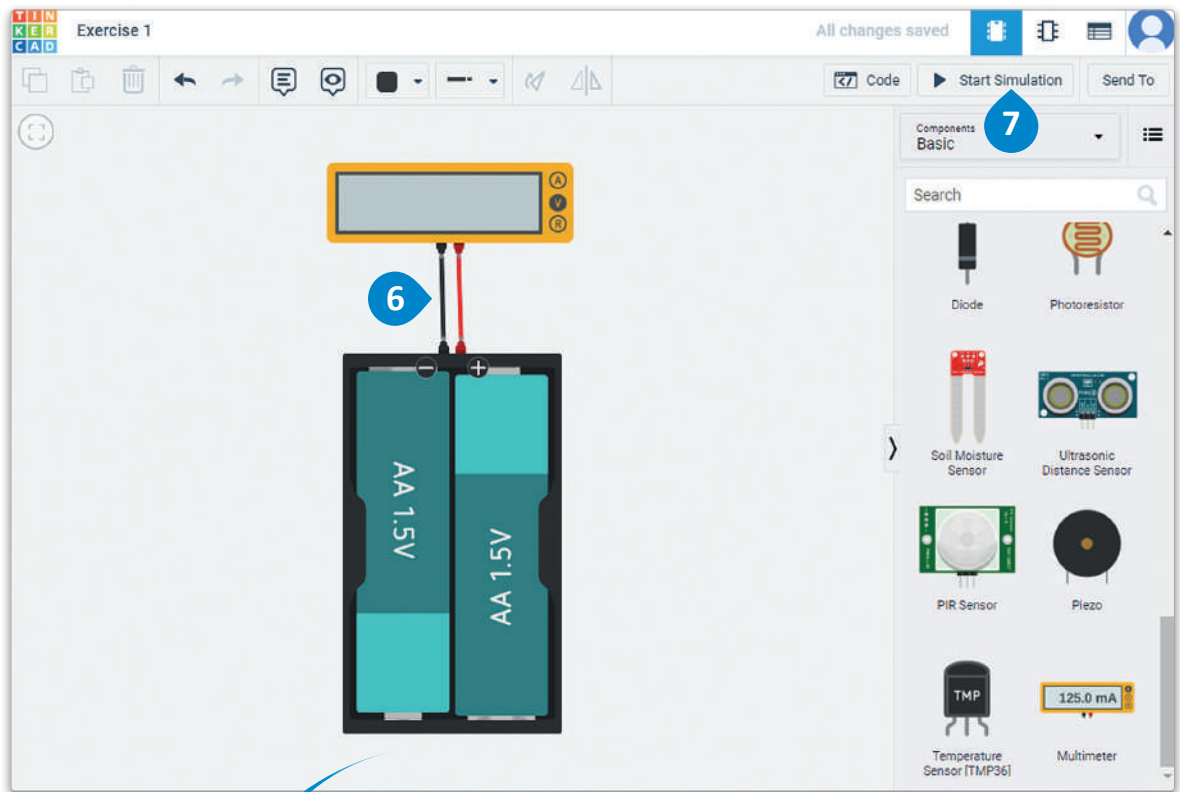 TIN
KER
CAD
Exercise 1
All changes saved
Code
Start Simulation
Send To
Components
Basic
7
Search
A
V
R
6
Diode
Photoresistor
Soil Moisture
Sensor
Ultrasonic
Distance Sensor
AA 1.5V
AA 1.5V
PIR Sensor
Piezo
TMP
125.0 mA
Temperature
Sensor [TMP36]
Multimeter